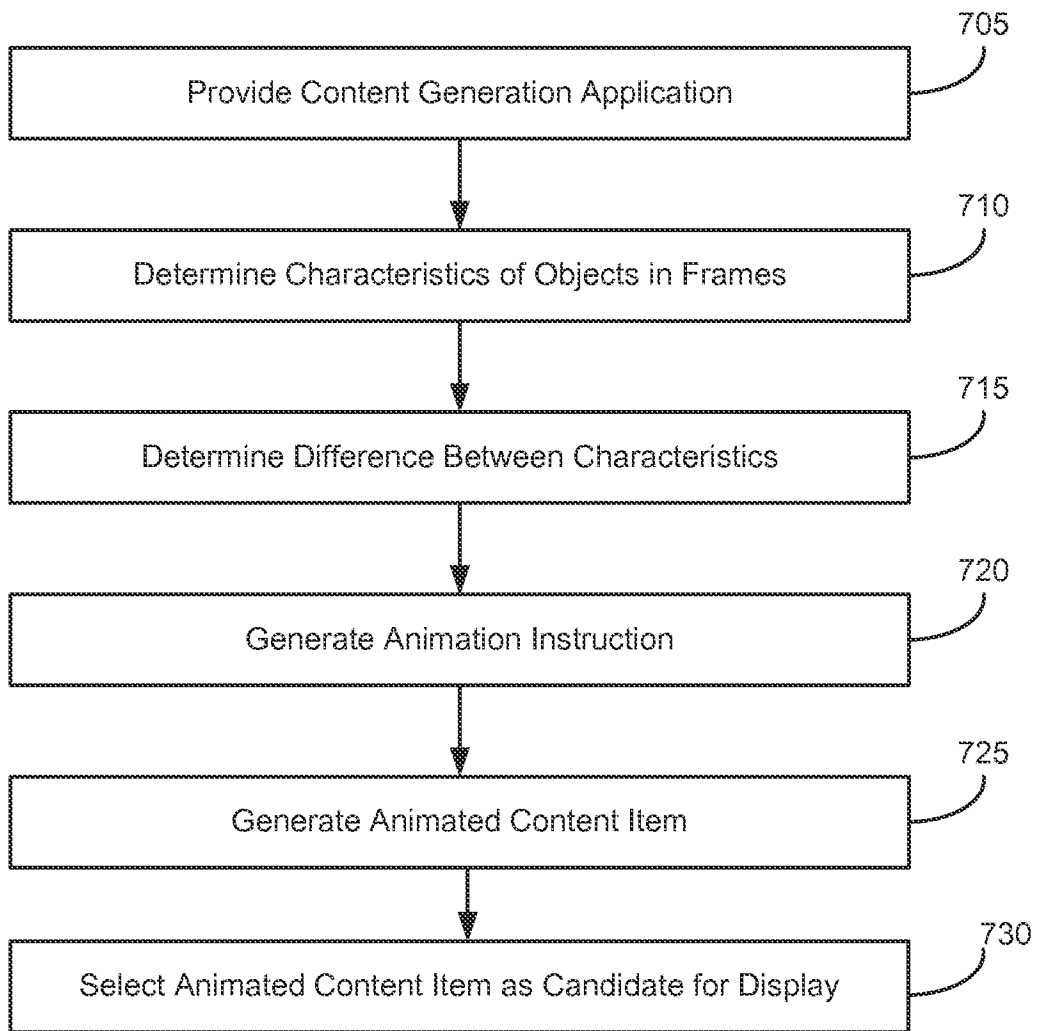 705
Provide Content Generation Application
710
Determine Characteristics of Objects in Frames
715
Determine Difference Between Characteristics
720
Generate Animation Instruction
725
Generate Animated Content Item
730
Select Animated Content Item as Candidate for Display